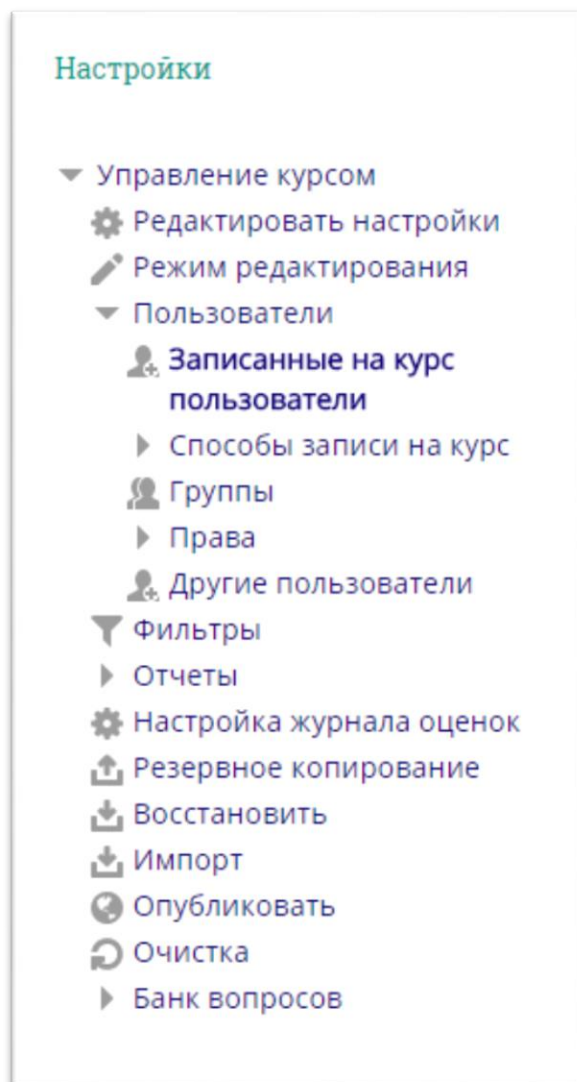 Настройки
Управление курсом
Редактировать настройки
Режим редактирования
Пользователи
Записанные на курс
пользователи
Способы записи на курс
Группы
Права
Другие пользователи
Фильтры
Отчеты
Настройка журнала оценок
Резервное копирование
Восстановить
Импорт
Опубликовать
Очистка
Банк вопросов